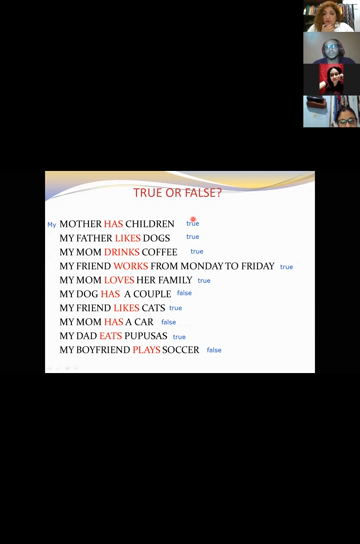 TRUE OR FALSE?
My MOTHER HAS CHILDREN true
MY FATHER LIKES DOGS true
MY MOM DRINKS COFFEE true
MY FRIEND WORKS FROM MONDAY TO FRIDAY true
MY MOM LOVES HER FAMILY true
MY DOG HAS A COUPLE false
MY FRIEND LIKES CATS true
MY MOM HAS A CAR false
MY DAD EATS PUPUSAS true
MY BOYFRIEND PLAYS SOCCER false